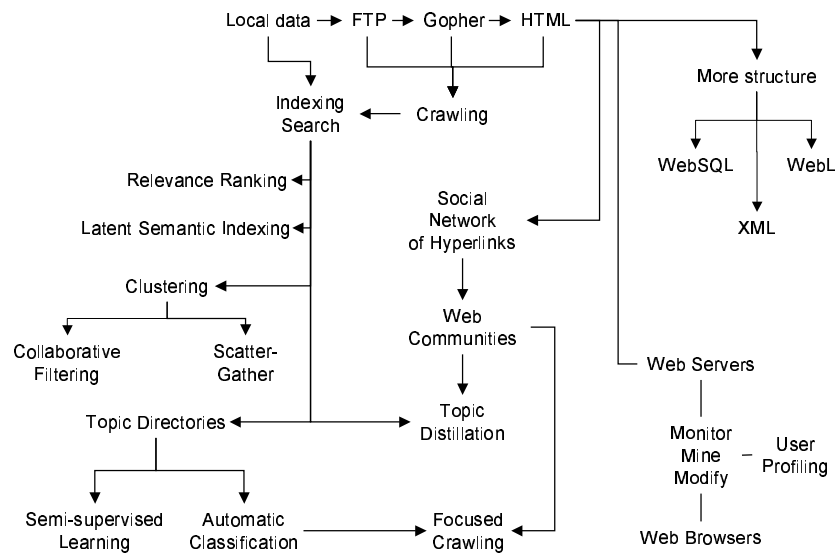 Local data
FTP
Gopher
HTML
More structure
Indexing
Search
Crawling
WebSQL
WebL
XML
Relevance Ranking
Latent Semantic Indexing
Social
Network
of Hyperlinks
Clustering
Web
Communities
Collaborative
Filtering
Scatter-
Gather
Web Servers
Topic Directories
Topic
Distillation
Monitor
Mine
Modify
User
Profiling
Semi-supervised
Learning
Automatic
Classification
Focused
Crawling
Web Browsers